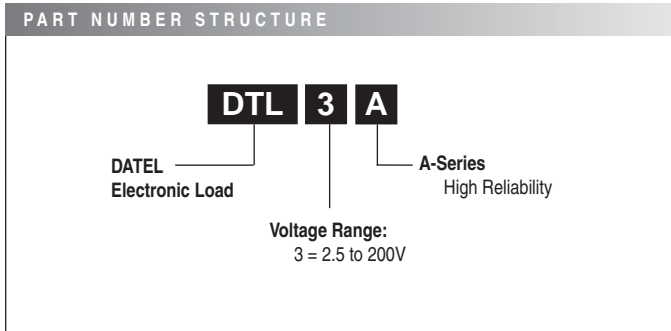 PART NUMBER STRUCTURE
DTL 3 A
DATEL
Electronic Load
A-Series
High Reliability
Voltage Range:
3 = 2.5 to 200V